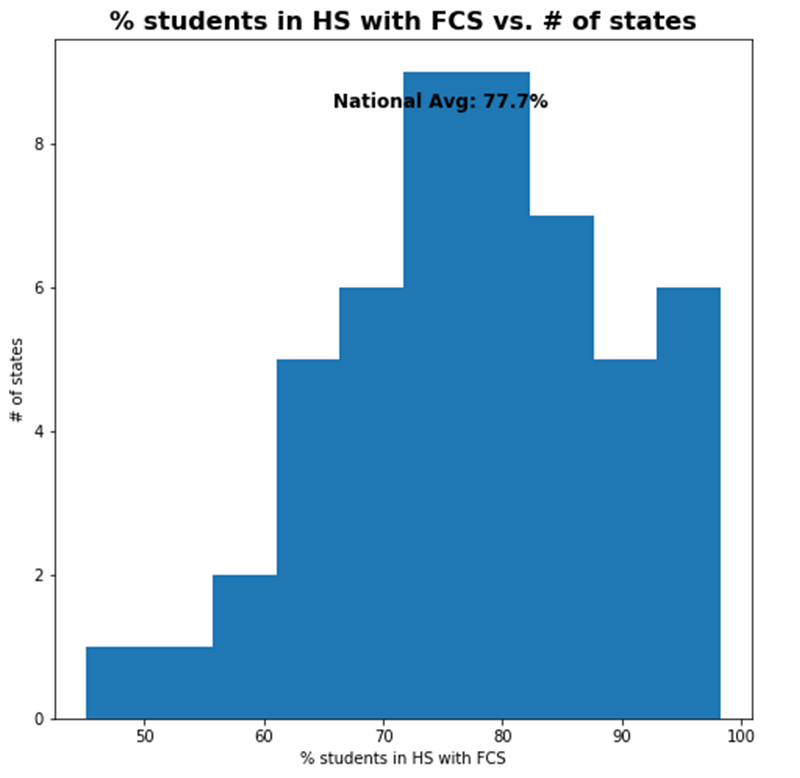 % students in HS with FCS vs. # of states
National Avg: 77.7%
8
6
4
2
0
# of states
50 60 70 80 90 100
% students in HS with FCS